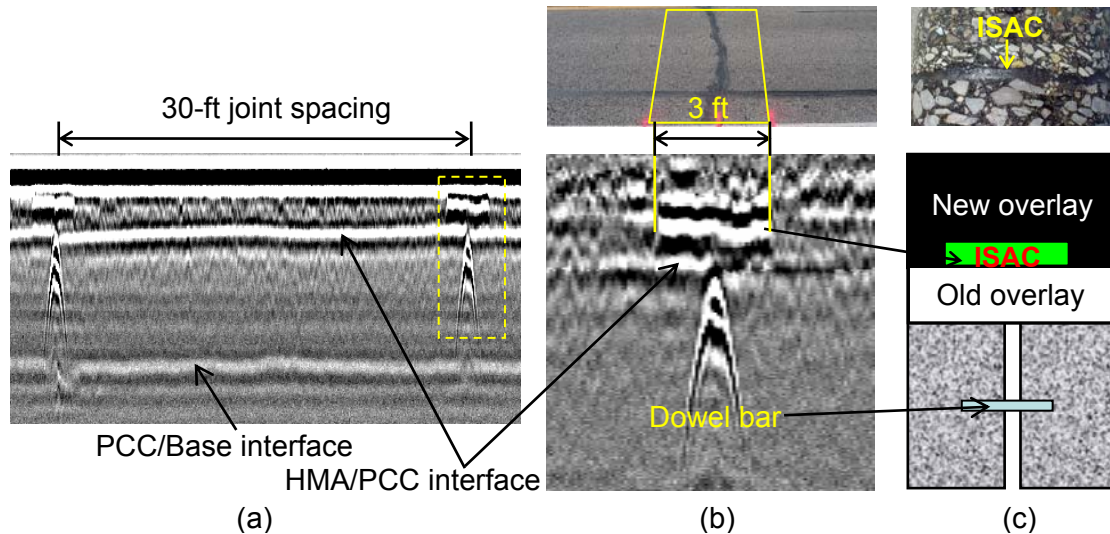 30-ft joint spacing
PCC/Base interface
HMA/PCC interface
(a)
3 ft
Dowel bar
(b)
ISAC
New overlay
ISAC
Old overlay
(c)